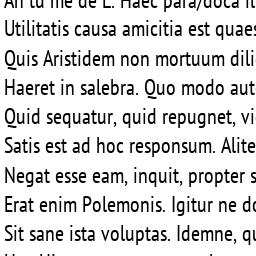 An tu me de L. Haec para/doca il
Utilitatis causa amicitia est quaes
Quis Aristidem non mortuum dili
Haeret in salebra. Quo modo aut
Quid sequatur, quid repugnet, vi
Satis est ad hoc responsum. Alite
Negat esse eam, inquit, propter s
Erat enim Polemonis. Igitur ne do
Sit sane ista voluptas. Idemne, qu